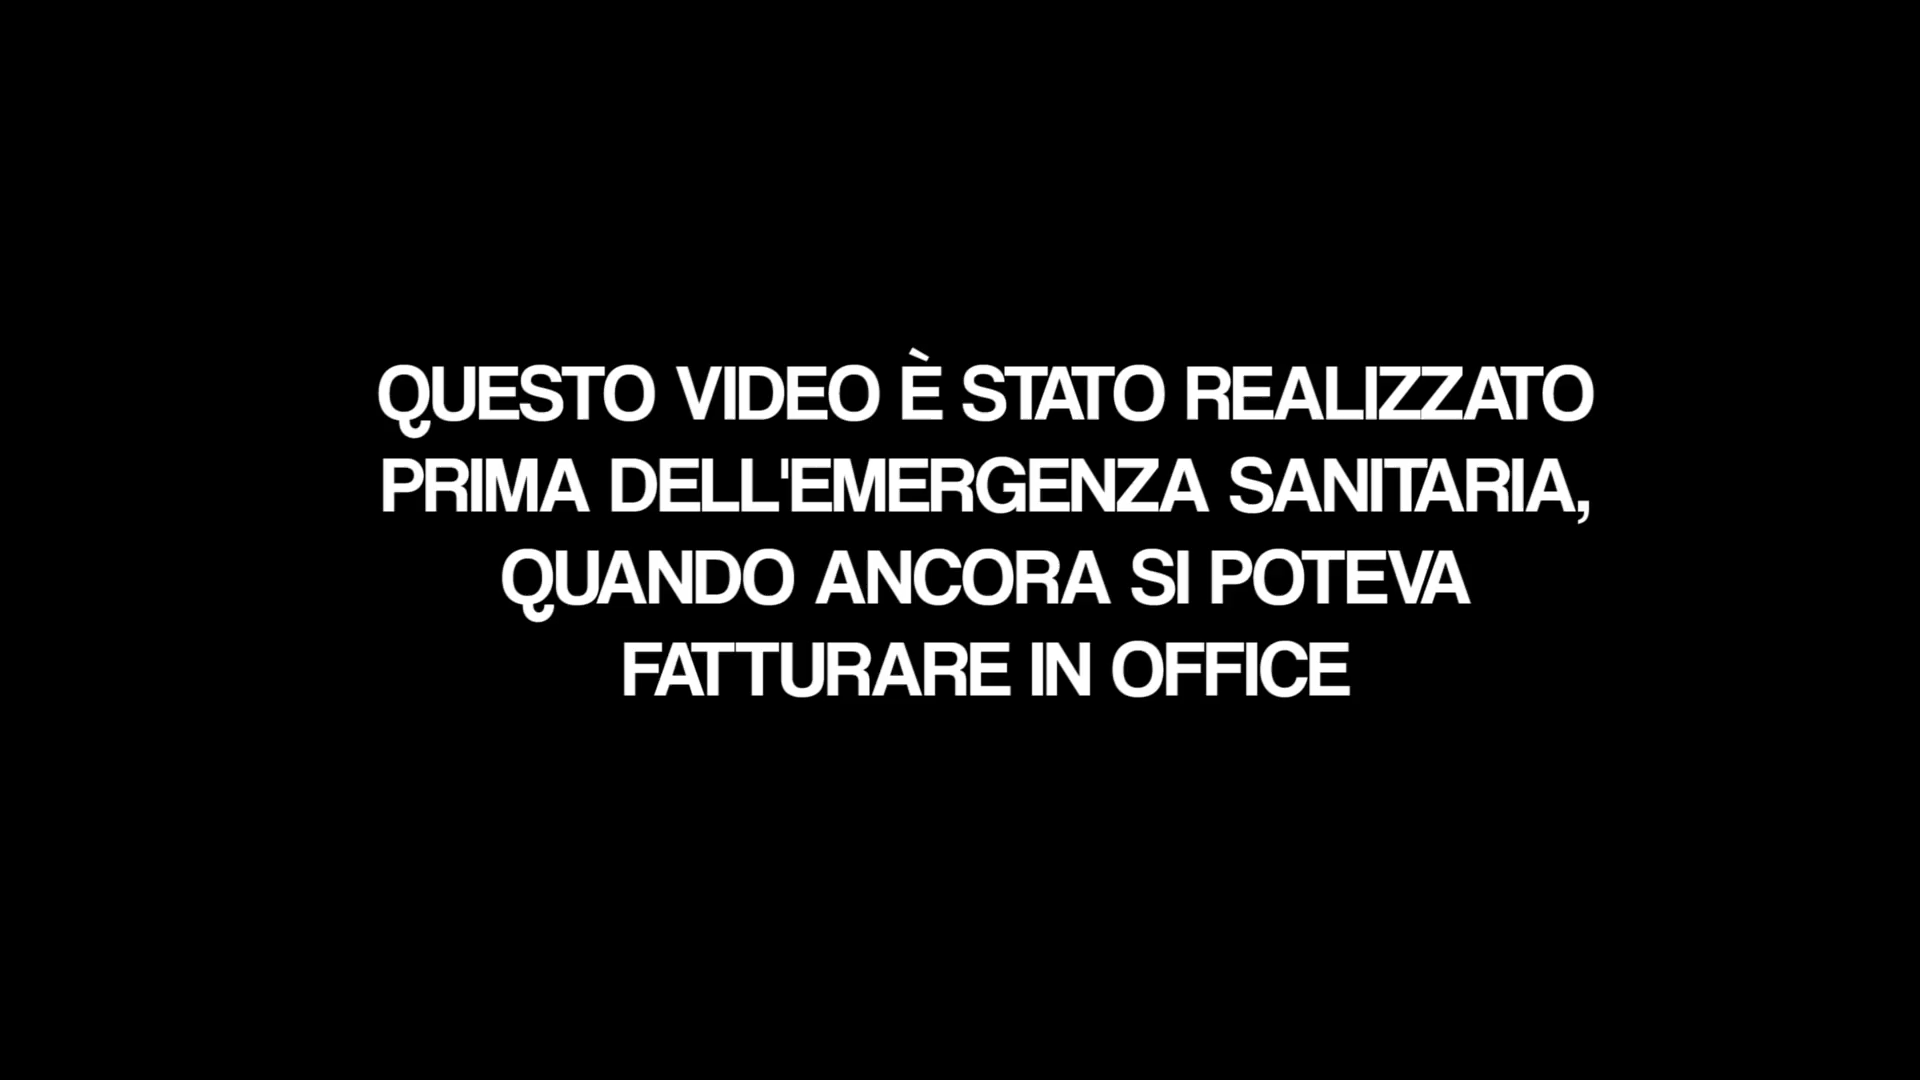 QUESTO VIDEO È STATO REALIZZATO
PRIMA DELL'EMERGENZA SANITARIA,
QUANDO ANCORA SI POTEVA
FATTURARE IN OFFICE